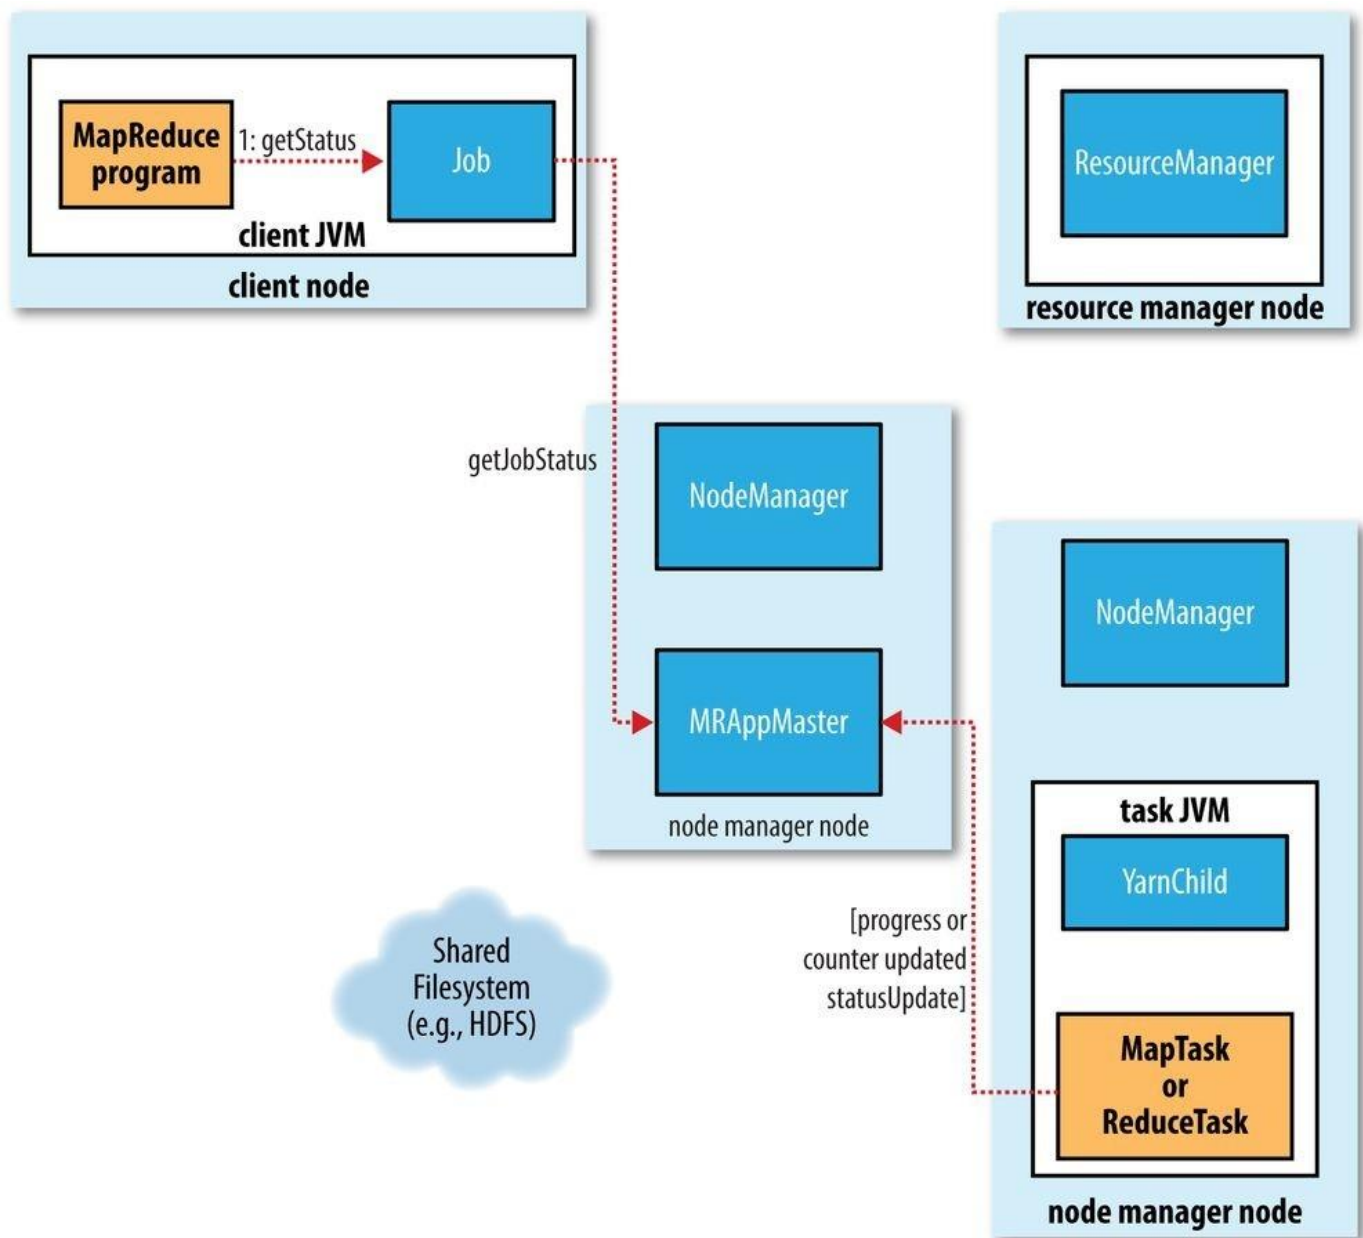 MapReduce
program
1: getStatus
Job
client JVM
client node
ResourceManager
resource manager node
getJobStatus
NodeManager
MRAppMaster
node manager node
NodeManager
task JVM
YarnChild
[progress or
counter updated
statusUpdate]
MapTask
or
ReduceTask
node manager node
Shared
Filesystem
(e.g., HDFS)